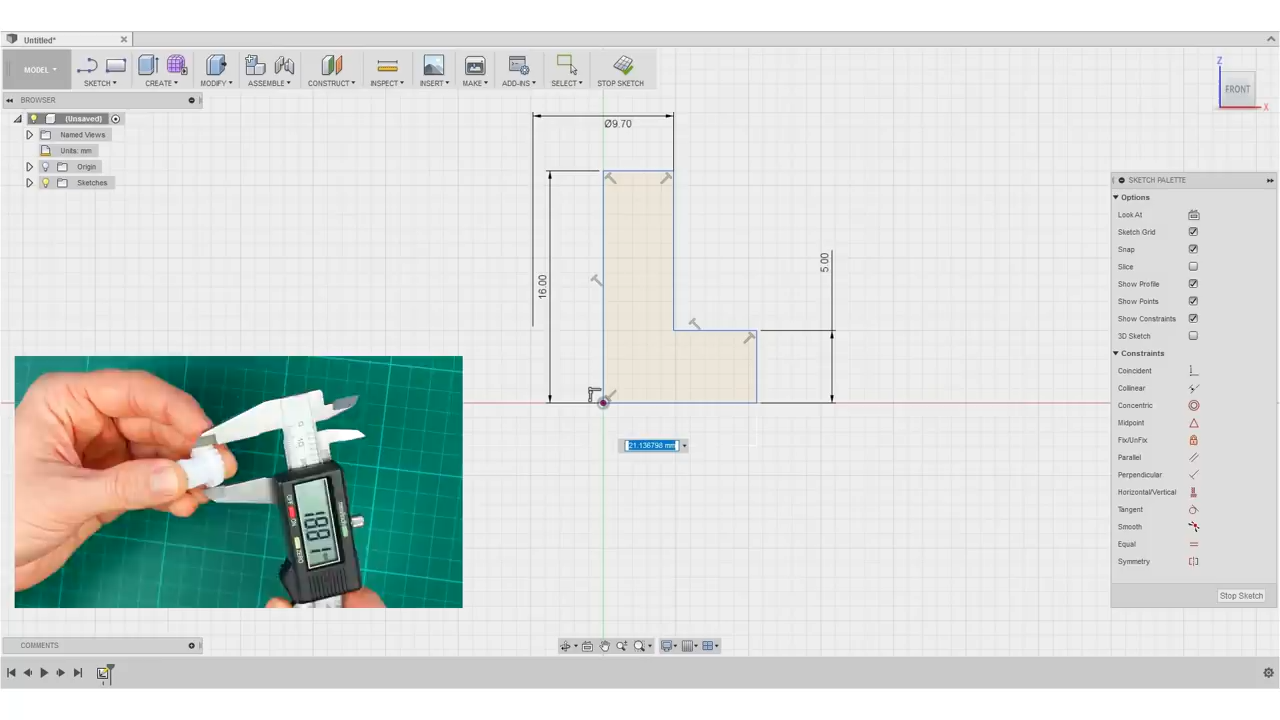 Untitled*
MODEL
SKETCH
CREATE
MODIFY
ASSEMBLE
CONSTRUCT
INSPECT
INSERT
MAKE
ADD-INS
SELECT
STOP SKETCH
BROWSER
(Unsaved)
Named Views
Units: mm
Origin
Sketches
Z
FRONT
X
Ø9.70
16.00
5.00
21.136798 mm
SKETCH PALETTE
Options
Look At
Sketch Grid
Snap
Slice
Show Profile
Show Points
Show Constraints
3D Sketch
Constraints
Coincident
Collinear
Concentric
Midpoint
Fix/UnFix
Parallel
Perpendicular
Horizontal/Vertical
Tangent
Smooth
Equal
Symmetry
Stop Sketch
OFF
ON
ZERO
COMMENTS